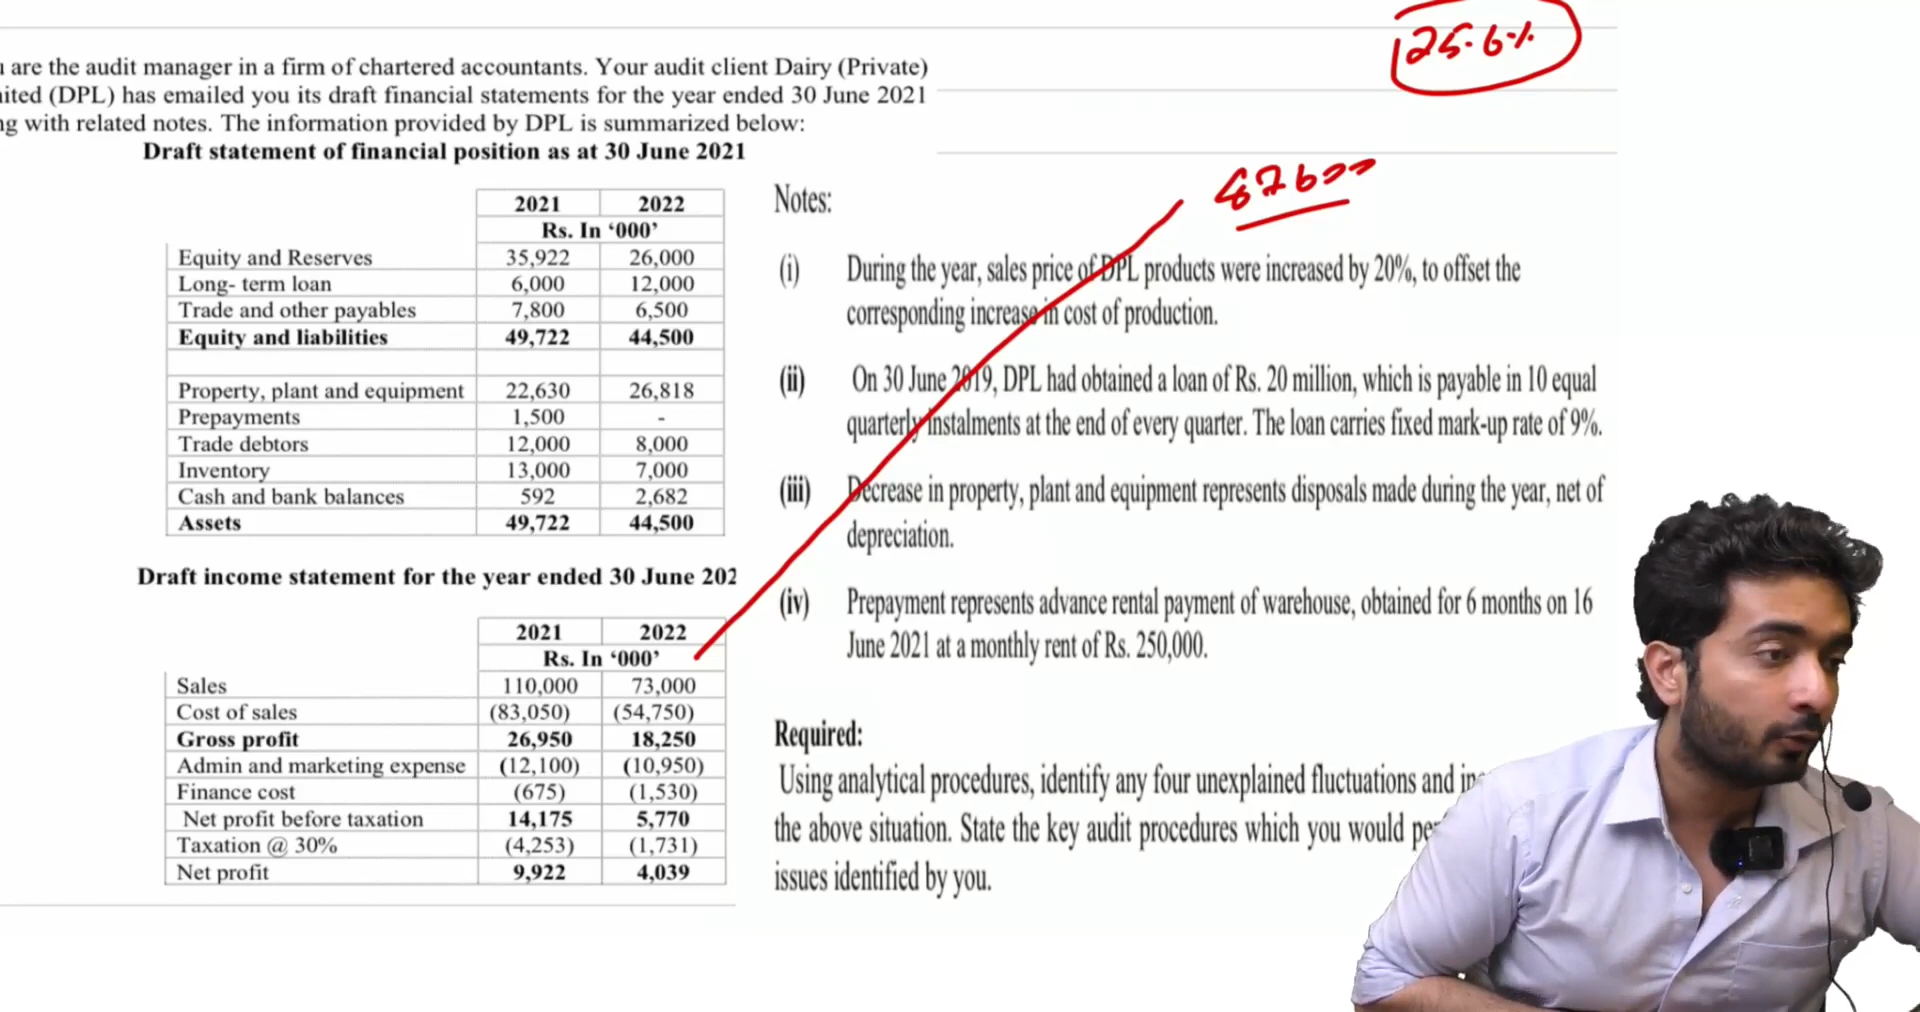 25.6%
are the audit manager in a firm of chartered accountants. Your audit client Dairy (Private)
ited (DPL) has emailed you its draft financial statements for the year ended 30 June 2021
g with related notes. The information provided by DPL is summarized below:
Draft statement of financial position as at 30 June 2021
2021 2022
Rs. In ‘000’
Equity and Reserves 35,922 26,000
Long- term loan 6,000 12,000
Trade and other payables 7,800 6,500
Equity and liabilities 49,722 44,500
Property, plant and equipment 22,630 26,818
Prepayments 1,500 -
Trade debtors 12,000 8,000
Inventory 13,000 7,000
Cash and bank balances 592 2,682
Assets 49,722 44,500
Draft income statement for the year ended 30 June 202
2021 2022
Rs. In ‘000’
Sales 110,000 73,000
Cost of sales (83,050) (54,750)
Gross profit 26,950 18,250
Admin and marketing expense (12,100) (10,950)
Finance cost (675) (1,530)
Net profit before taxation 14,175 5,770
Taxation @ 30% (4,253) (1,731)
Net profit 9,922 4,039
87600
Notes:
(i) During the year, sales price of DPL products were increased by 20%, to offset the
corresponding increase in cost of production.
(ii) On 30 June 2019, DPL had obtained a loan of Rs. 20 million, which is payable in 10 equal
quarterly instalments at the end of every quarter. The loan carries fixed mark-up rate of 9%.
(iii) Decrease in property, plant and equipment represents disposals made during the year, net of
depreciation.
(iv) Prepayment represents advance rental payment of warehouse, obtained for 6 months on 16
June 2021 at a monthly rent of Rs. 250,000.
Required:
Using analytical procedures, identify any four unexplained fluctuations and in
the above situation. State the key audit procedures which you would pe
issues identified by you.